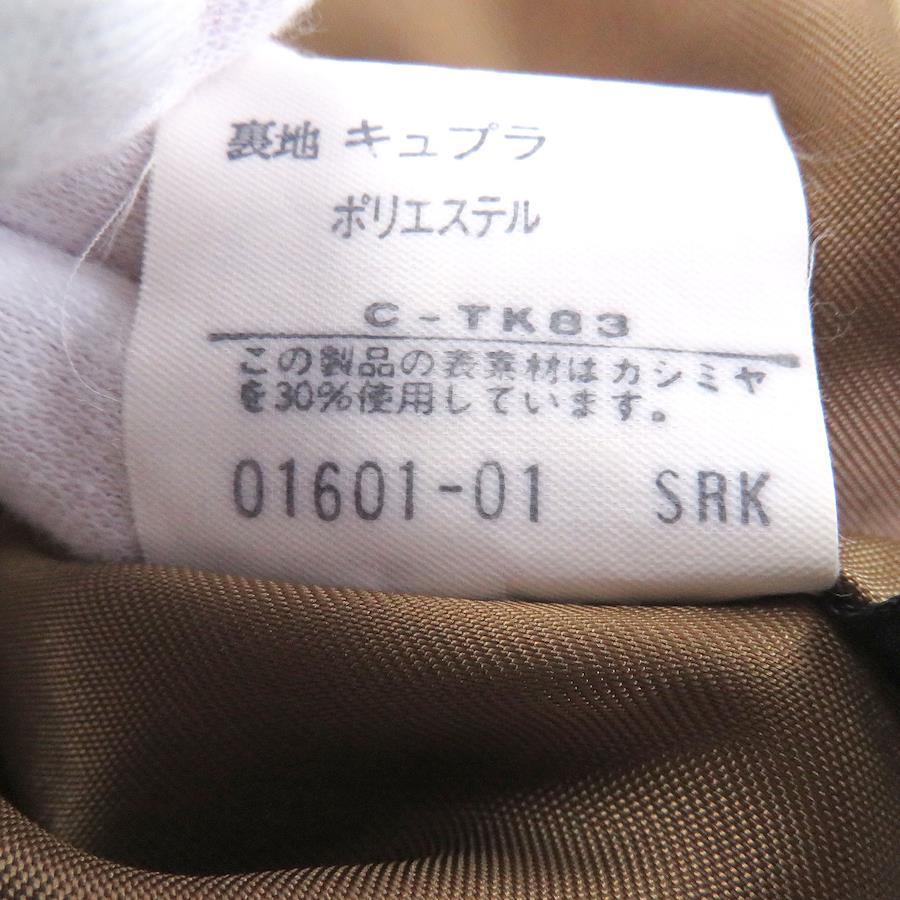 裏地 キュプラ
ポリエステル
C-TK83
この製品の表素材はカシミヤ
を30%使用しています。
01601-01 SRK